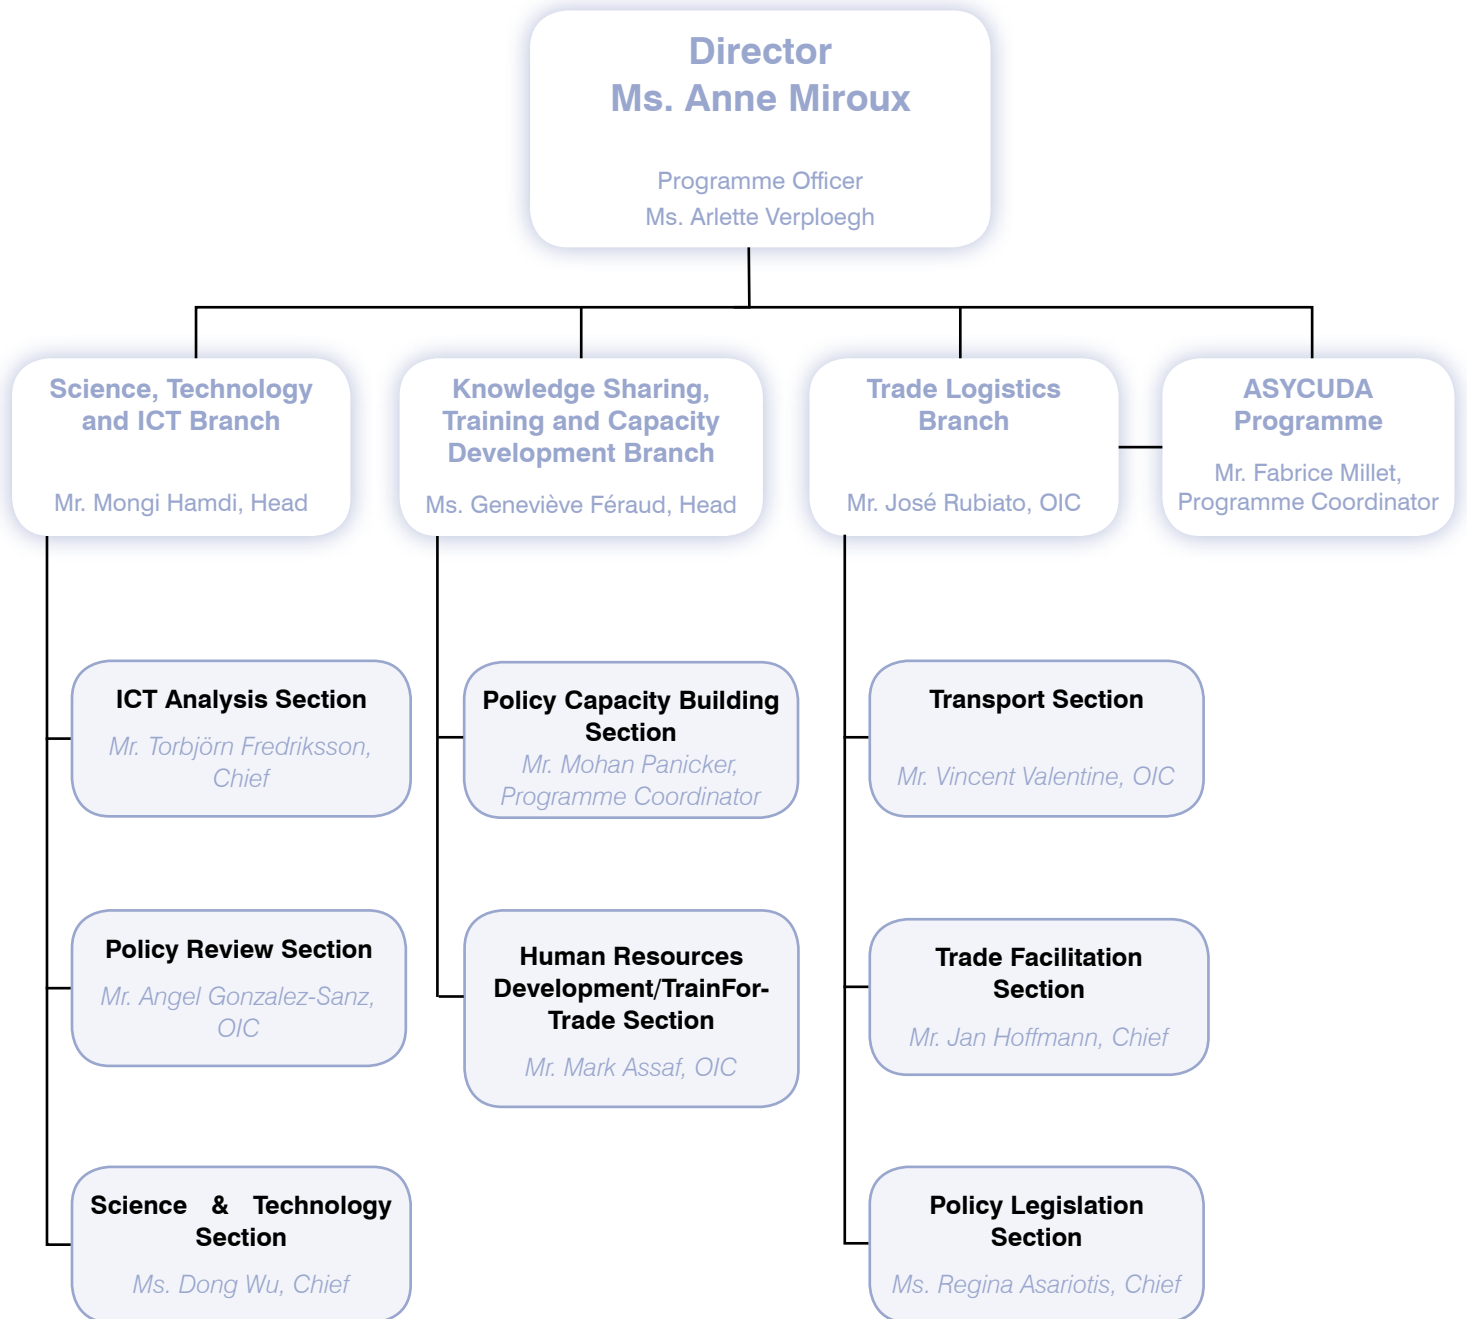 Director
Ms. Anne Miroux
Programme Officer
Ms. Arlette Verploegh
Science, Technology
and ICT Branch
Mr. Mongi Hamdi, Head
Knowledge Sharing,
Training and Capacity
Development Branch
Ms. Geneviève Féraud, Head
Trade Logistics
Branch
Mr. José Rubiato, OIC
ASYCUDA
Programme
Mr. Fabrice Millet,
Programme Coordinator
ICT Analysis Section
Mr. Torbjörn Fredriksson,
Chief
Policy Review Section
Mr. Angel Gonzalez-Sanz,
OIC
Science & Technology
Section
Ms. Dong Wu, Chief
Policy Capacity Building
Section
Mr. Mohan Panicker,
Programme Coordinator
Human Resources
Development/TrainFor-
Trade Section
Mr. Mark Assaf, OIC
Transport Section
Mr. Vincent Valentine, OIC
Trade Facilitation
Section
Mr. Jan Hoffmann, Chief
Policy Legislation
Section
Ms. Regina Asariotis, Chief